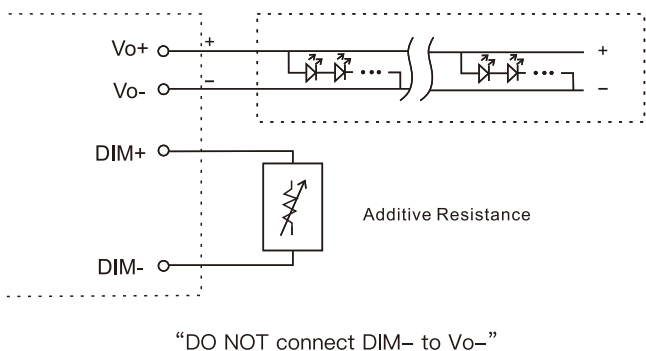 Vo+ + +
Vo- − −
DIM+
Additive Resistance
DIM-
“DO NOT connect DIM– to Vo–”